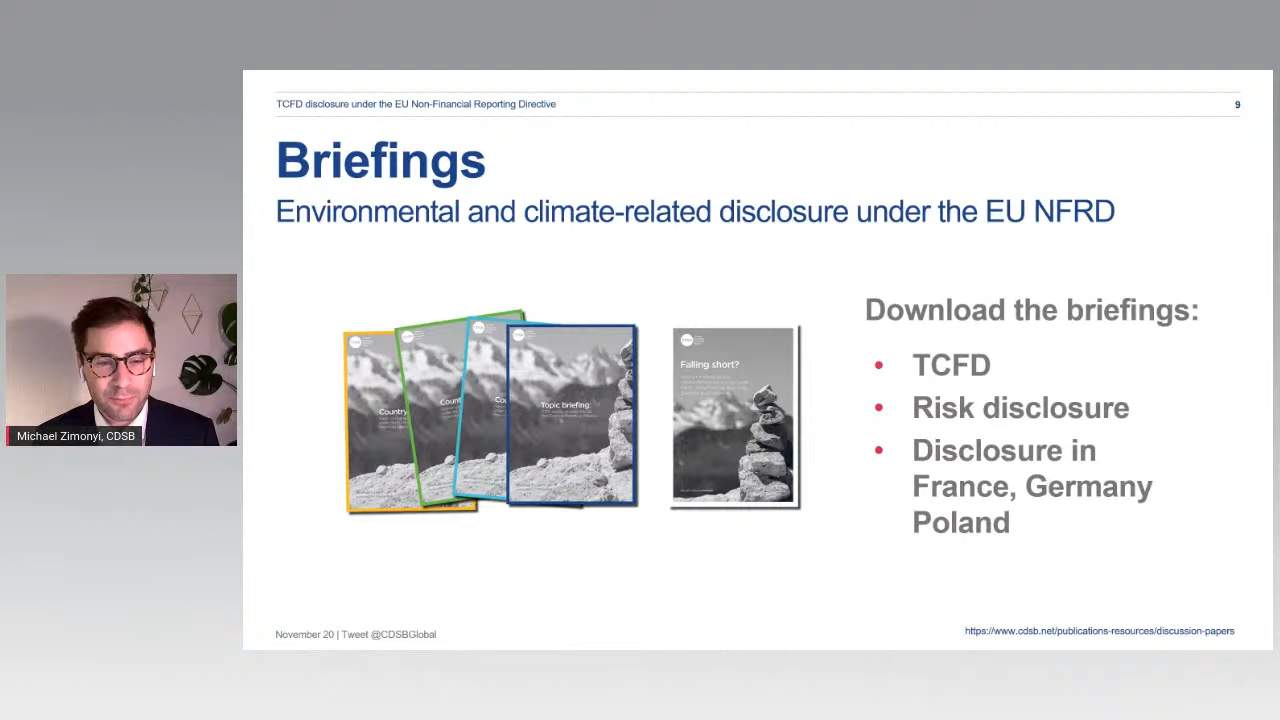 TCFD disclosure under the EU Non-Financial Reporting Directive
9
Briefings
Environmental and climate-related disclosure under the EU NFRD
Country
Topic briefing:
Falling short?
Download the briefings:
• TCFD
• Risk disclosure
• Disclosure in
France, Germany
Poland
Michael Zimonyi, CDSB
November 20 | Tweet @CDSBGlobal
https://www.cdsb.net/publications-resources/discussion-papers